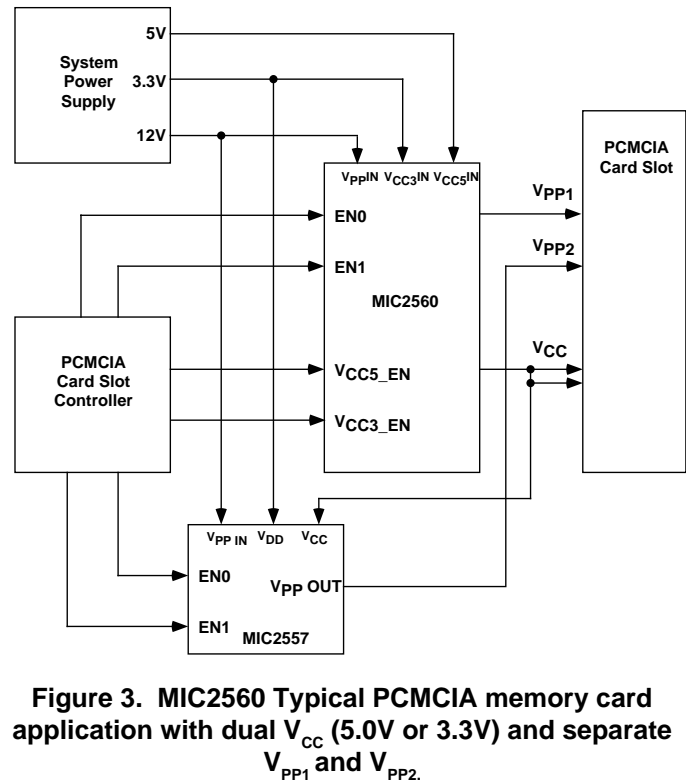 System
Power
Supply
5V
3.3V
12V
PCMCIA
Card Slot
VPPIN VCC3IN VCC5IN
EN0
EN1
MIC2560
VCC5_EN
VCC3_EN
VPP1
VPP2
VCC
PCMCIA
Card Slot
Controller
VPP IN VDD VCC
EN0
VPP OUT
EN1
MIC2557
Figure 3. MIC2560 Typical PCMCIA memory card
application with dual VCC (5.0V or 3.3V) and separate
VPP1 and VPP2.